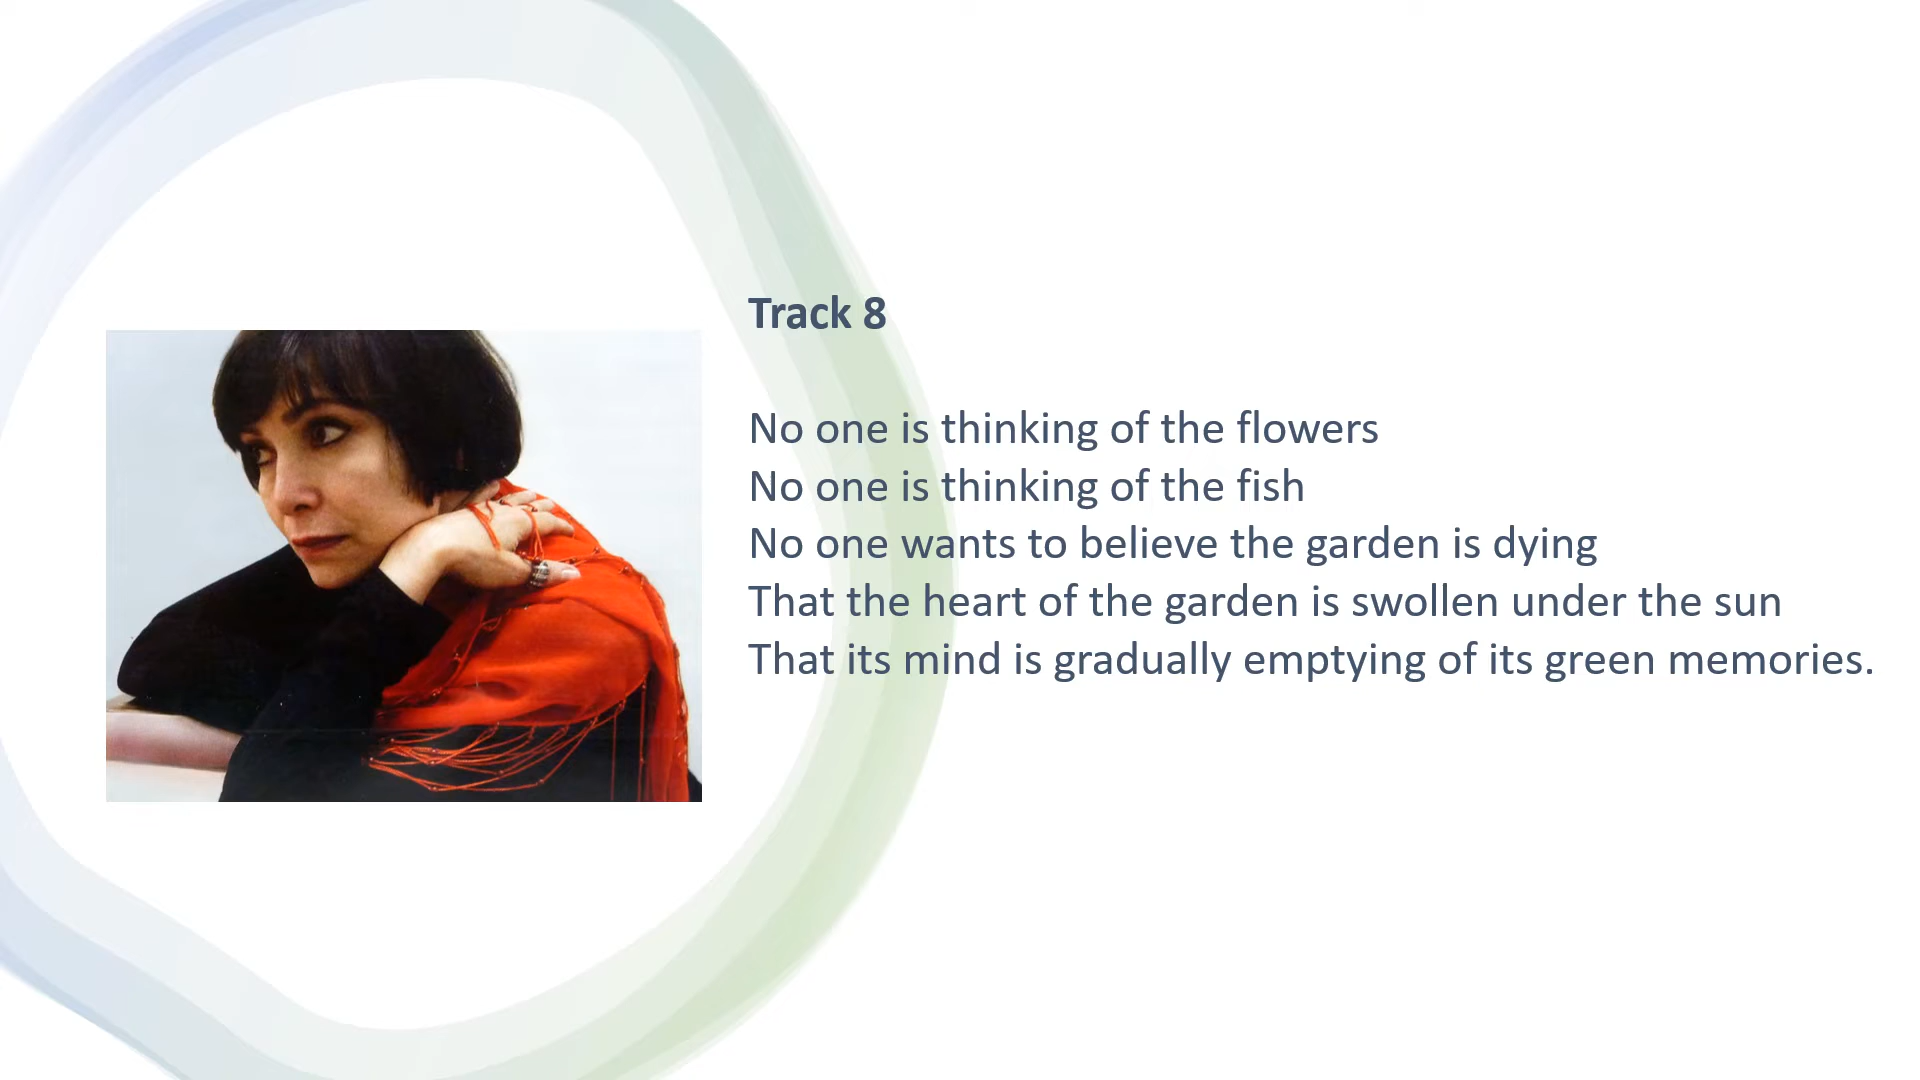 Track 8
No one is thinking of the flowers
No one is thinking of the fish
No one wants to believe the garden is dying
That the heart of the garden is swollen under the sun
That its mind is gradually emptying of its green memories.